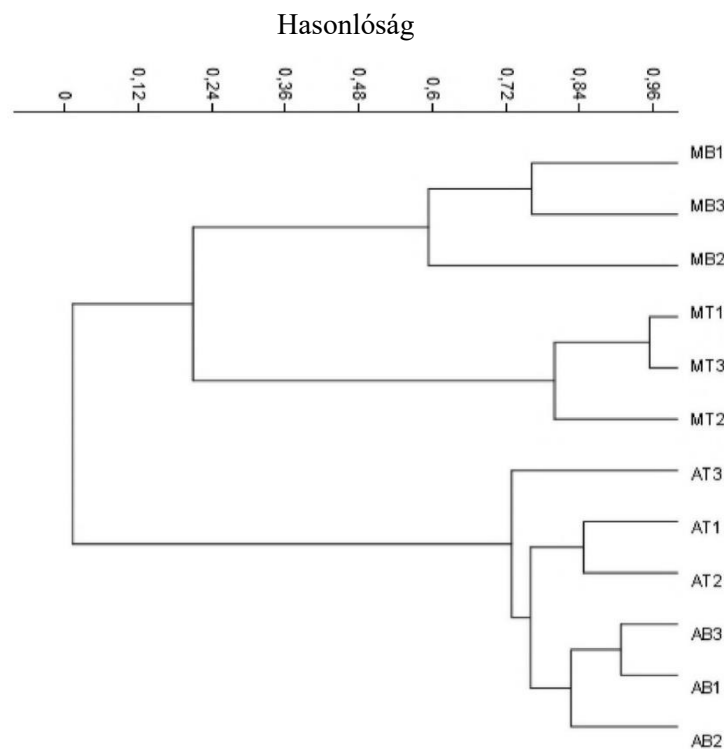 Hasonlóság
0 0,12 0,24 0,36 0,48 0,6 0,72 0,84 0,96
MB1
MB3
MB2
MT1
MT3
MT2
AT3
AT1
AT2
AB3
AB1
AB2